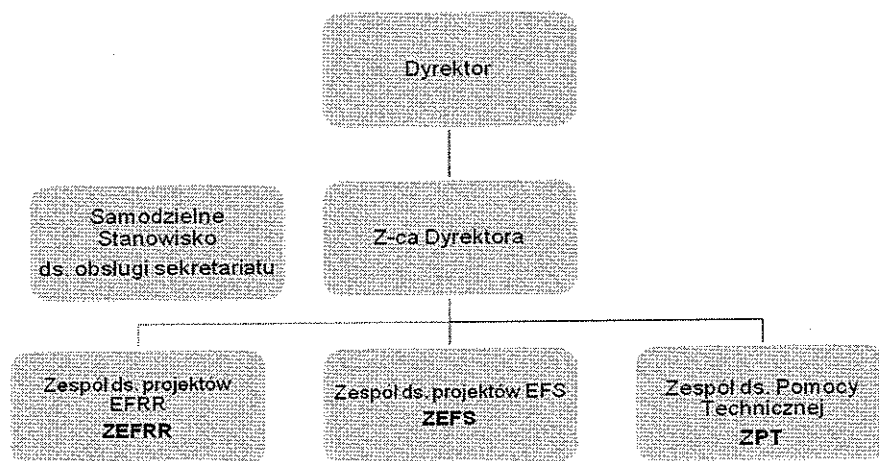 Dyrektor
Samodzielne
Stanowisko
ds. obsługi sekretariatu
Z-ca Dyrektora
Zespół ds. projektów
EFRR
ZEFRR
Zespół ds. projektów EFS
ZEFS
Zespół ds. Pomocy
Technicznej
ZPT